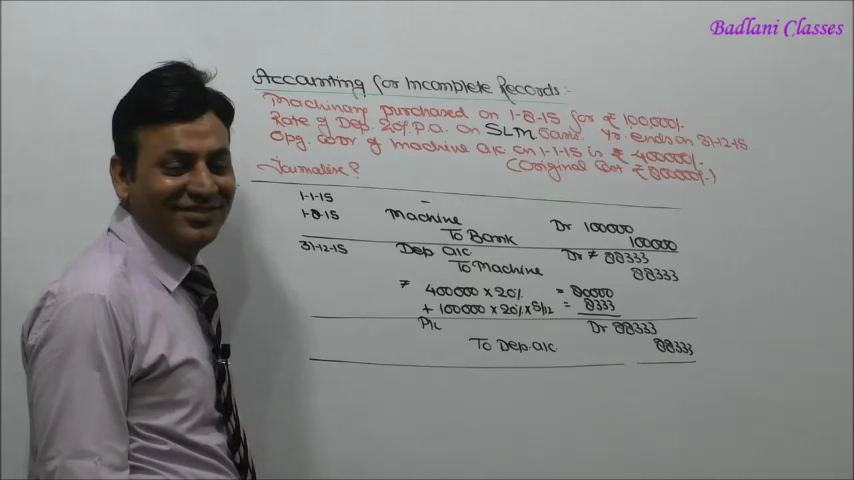 Badlani Classes
Accounting for Incomplete Records:-
Machinery purchased on 1-8-15 for ₹ 100,000/-
Rate of Dep. 20% P.A. on SLM basis. Yr. ends on 31-12-15
Opg. WDV of machine a/c on 1-1-15 is ₹ 400000/-
(Original Cost ₹ 800000/-)
Journalise?
1-1-15 –
1-8-15 Machine Dr 100000
To Bank 100000
31-12-15 Dep a/c Dr ≠ 88333
To Machine 88333
≠ 400000 x 20% = 80000
+ 100000 x 20% x 5/12 = 8333
P/L Dr 88333
To Dep. a/c 88333